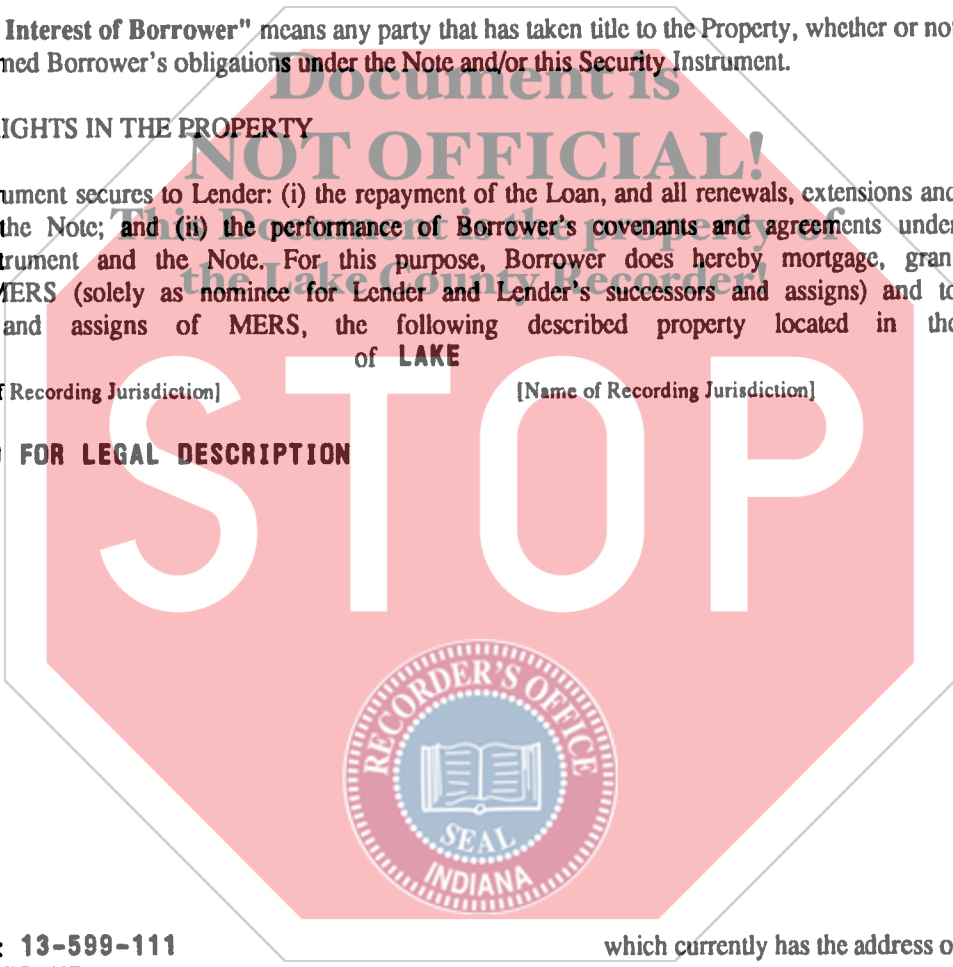 Interest of Borrower" means any party that has taken title to the Property, whether or not
ned Borrower's obligations under the Note and/or this Security Instrument.
Document is
IGHTS IN THE PROPERTY
NOT OFFICIAL!
ument secures to Lender: (i) the repayment of the Loan, and all renewals, extensions and
the Note; and (ii) the performance of Borrower's covenants and agreements under
This Document is the property of
trument and the Note. For this purpose, Borrower does hereby mortgage, grant
the Lake County Recorder!
MERS (solely as nominee for Lender and Lender's successors and assigns) and to
and assigns of MERS, the following described property located in the
of LAKE
f Recording Jurisdiction] [Name of Recording Jurisdiction]
FOR LEGAL DESCRIPTION
STOP
RECORDER'S OFFICE
SEAL
INDIANA
: 13-599-111 which currently has the address o